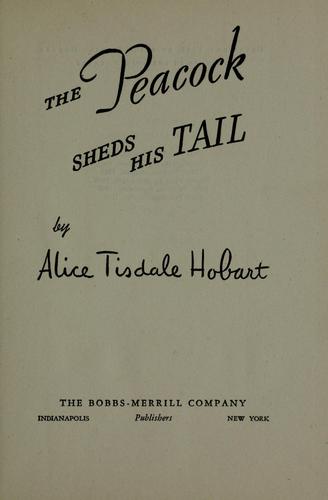 THE Peacock
SHEDS HIS TAIL
by
Alice Tisdale Hobart
THE BOBBS-MERRILL COMPANY
INDIANAPOLIS Publishers NEW YORK